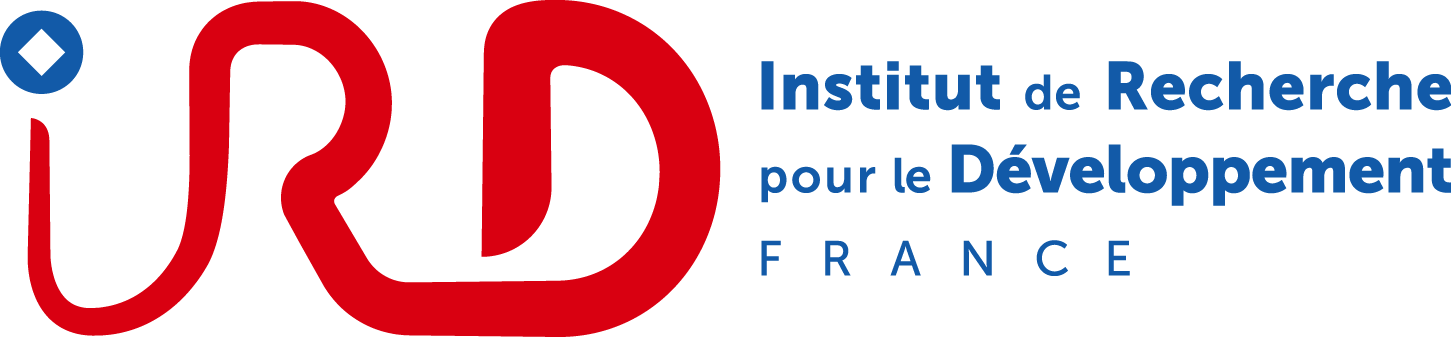 iRD
Institut de Recherche
pour le Développement
FRANCE